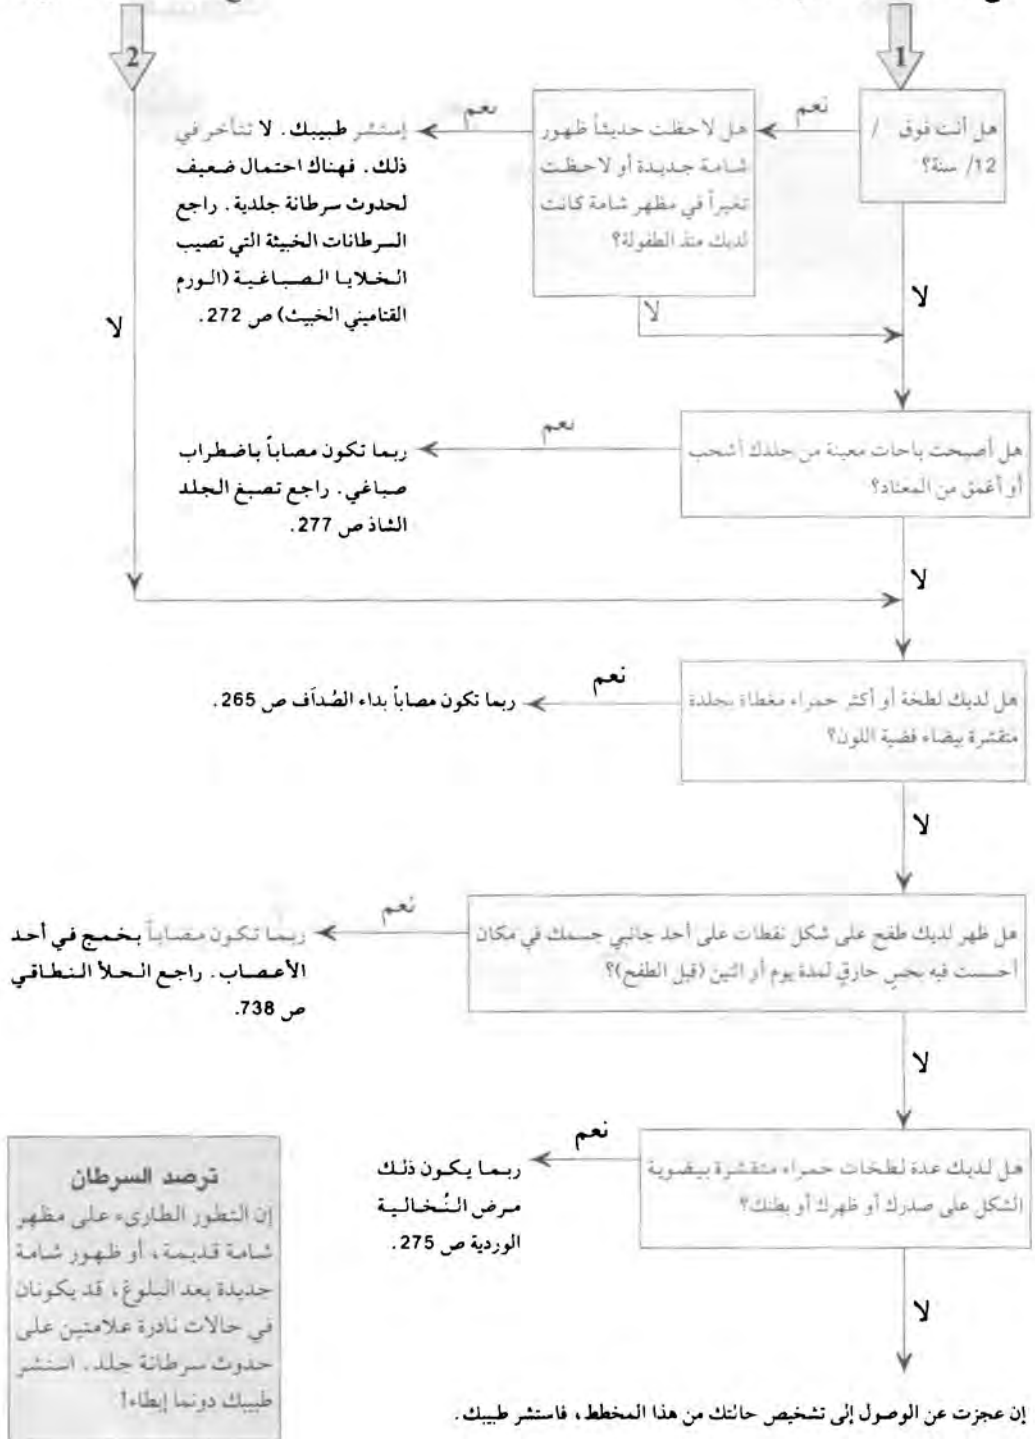 1
2
هل أنت فوق /
12/ سنة؟
نعم
هل لاحظت حديثاً ظهور
شامة جديدة أو لاحظت
تغيراً في مظهر شامة كانت
لديك منذ الطفولة؟
نعم
إستشر طبيبك. لا تتأخر في
ذلك. فهناك احتمال ضعيف
لحدوث سرطانة جلدية. راجع
السرطانات الخبيثة التي تصيب
الخلايا الصباغية (الورم
القتاميني الخبيث) ص 272.
لا
لا
لا
هل أصبحت باحات معينة من جلدك أشحب
أو أغمق من المعتاد؟
نعم
ربما تكون مصاباً باضطراب
صباغي. راجع تصبغ الجلد
الشاذ ص 277.
لا
هل لديك لطخة أو أكثر حمراء مغطاة بجلدة
متقشرة بيضاء فضية اللون؟
نعم
ربما تكون مصاباً بداء الصُداَف ص 265.
لا
هل ظهر لديك طفح على شكل نفطات على أحد جانبي جسمك في مكان
أحسست فيه بحس حارقٍ لمدة يوم أو اثنين (قبل الطفح)؟
نعم
ربما تكون مصاباً بخمج في أحد
الأعصاب. راجع الحلأ النطاقي
ص 738.
لا
هل لديك عدة لطخات حمراء متقشرة بيضوية
الشكل على صدرك أو ظهرك أو بطنك؟
نعم
ربما يكون ذلك
مرض النُخالية
الوردية ص 275.
لا
ترصد السرطان
إن التطور الطارىء على مظهر
شامة قديمة، أو ظهور شامة
جديدة بعد البلوغ، قد يكونان
في حالات نادرة علامتين على
حدوث سرطانة جلد. استشر
طبيبك دونما إبطاء!
إن عجزت عن الوصول إلى تشخيص حالتك من هذا المخطط، فاستشر طبيبك.